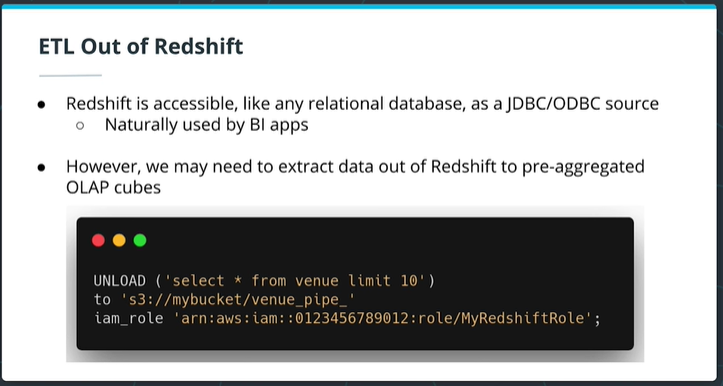 ETL Out of Redshift
● Redshift is accessible, like any relational database, as a JDBC/ODBC source
○ Naturally used by BI apps
● However, we may need to extract data out of Redshift to pre-aggregated
OLAP cubes
UNLOAD ('select * from venue limit 10')
to 's3://mybucket/venue_pipe_'
iam_role 'arn:aws:iam::0123456789012:role/MyRedshiftRole';